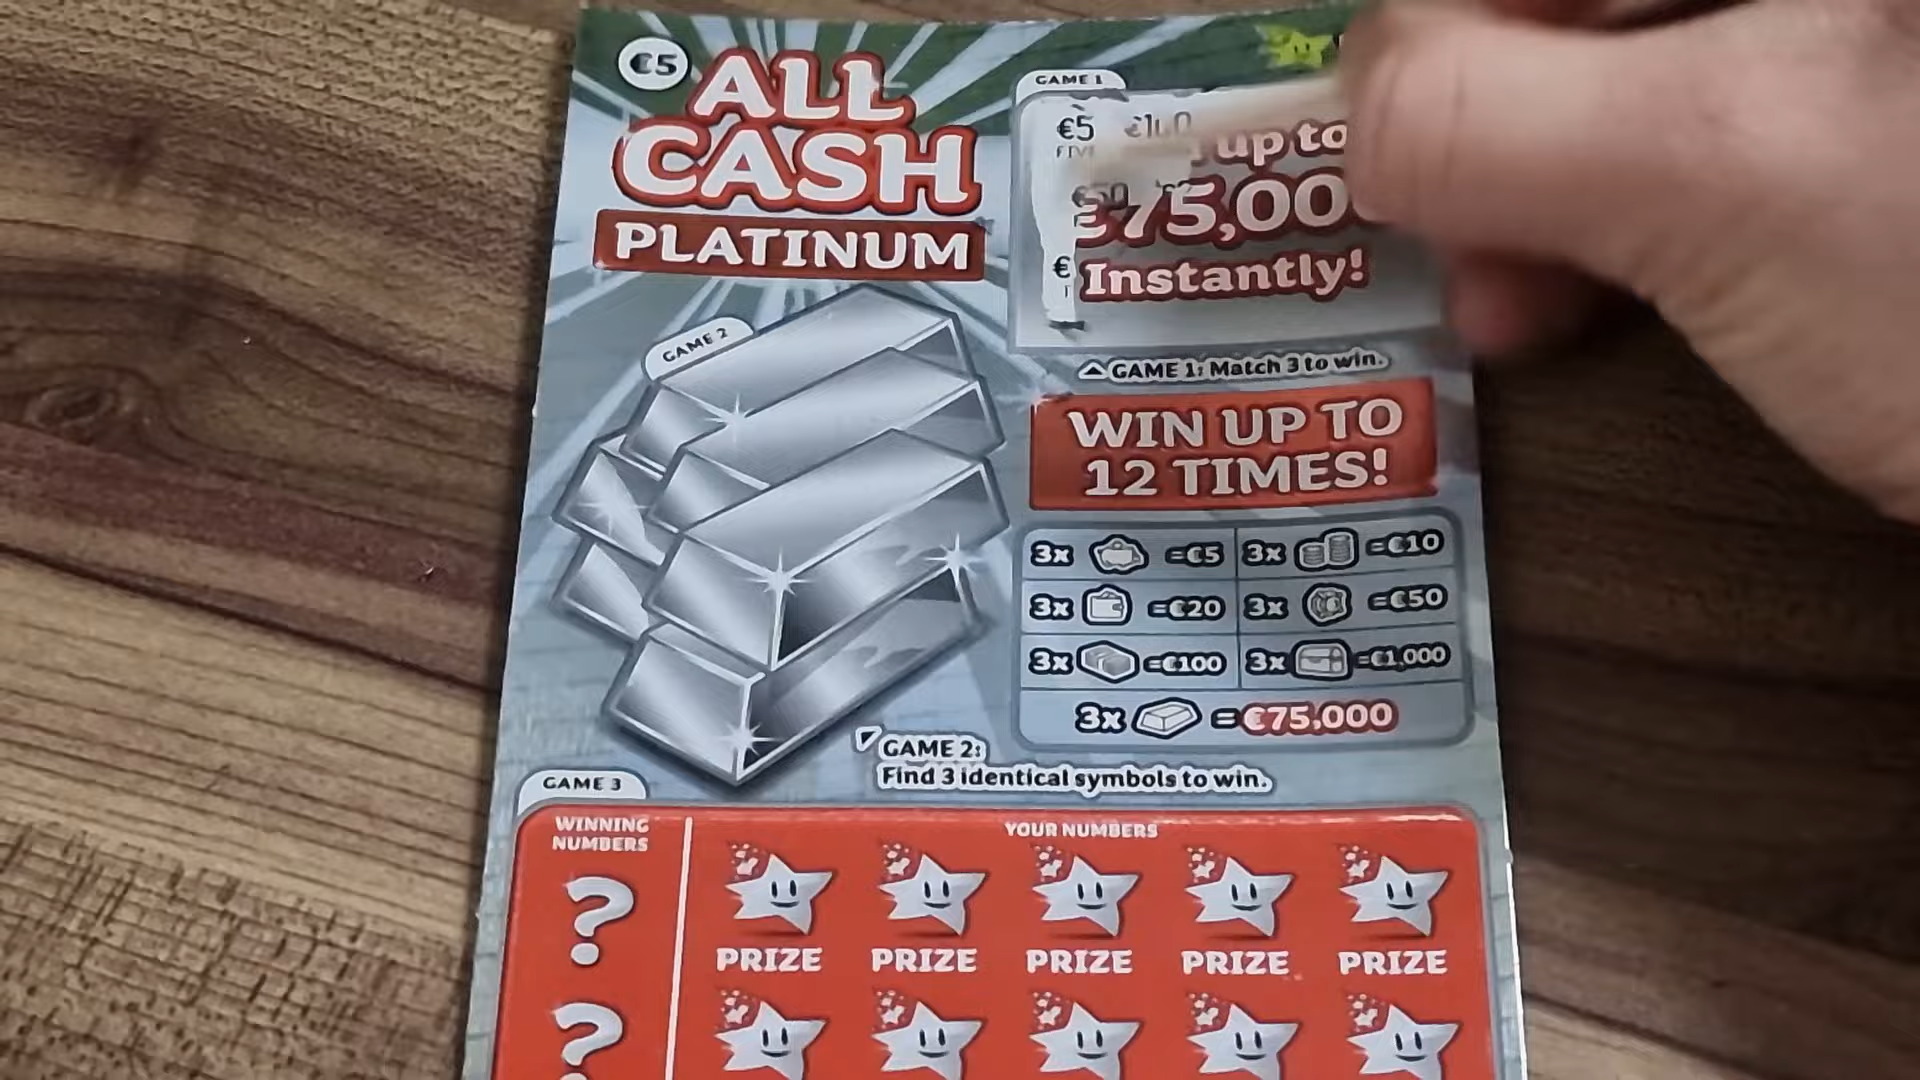 €5
ALL
CASH
PLATINUM
GAME 1
€5
up to
€75,00
Instantly!
GAME 1: Match 3 to win.
WIN UP TO
12 TIMES!
3x =€5 3x =€10
3x =€20 3x =€50
3x =€100 3x =€1,000
3x = €75,000
GAME 2
GAME 2:
Find 3 identical symbols to win.
GAME 3
WINNING
NUMBERS
YOUR NUMBERS
?
PRIZE PRIZE PRIZE PRIZE PRIZE
?